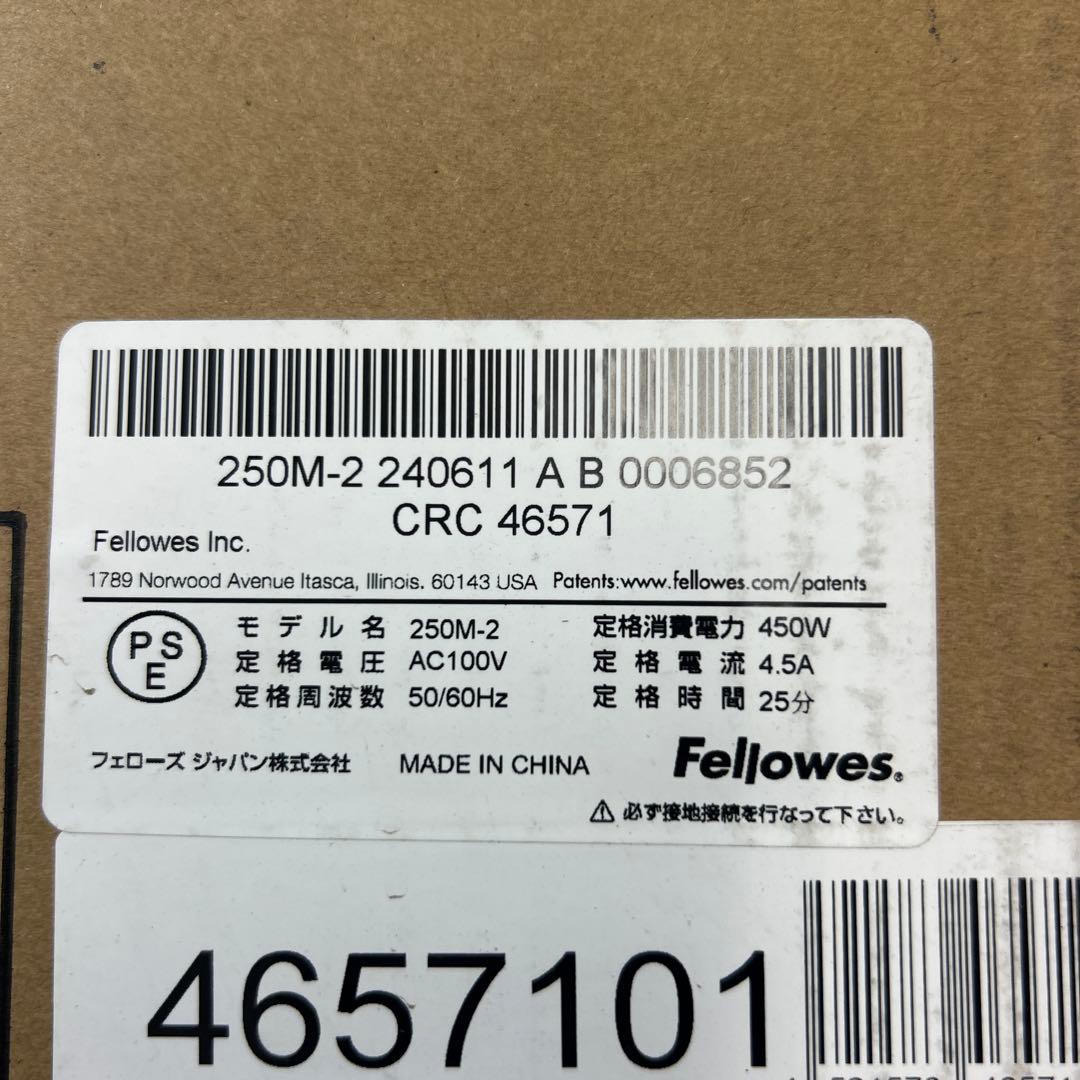 250M-2 240611 A B 0006852
CRC 46571
Fellowes Inc.
1789 Norwood Avenue Itasca, Illinois. 60143 USA Patents:www.fellowes.com/patents
PSE
モデル名 250M-2 定格消費電力 450W
定格電圧 AC100V 定格電流 4.5A
定格周波数 50/60Hz 定格時間 25分
フェローズ ジャパン株式会社 MADE IN CHINA Fellowes®
⚠ 必ず接地接続を行なって下さい。
4657101